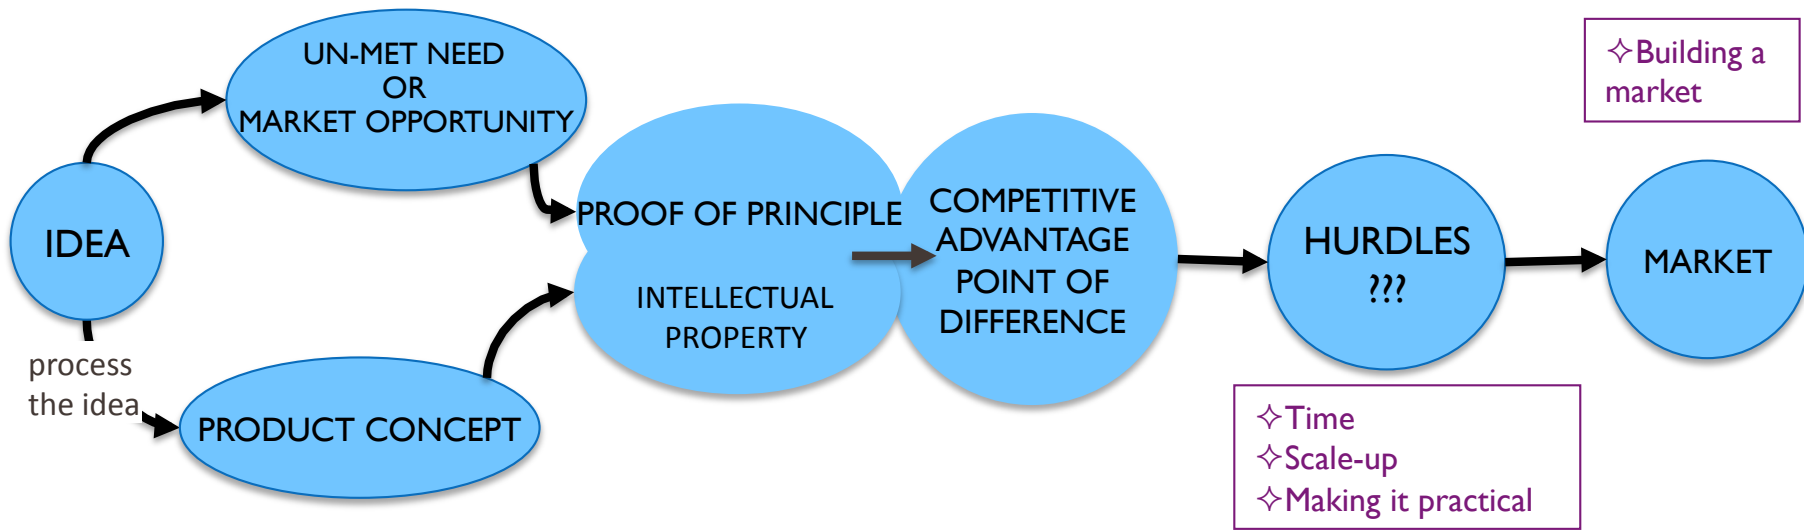 IDEA
process
the idea
UN-MET NEED
OR
MARKET OPPORTUNITY
PRODUCT CONCEPT
PROOF OF PRINCIPLE
INTELLECTUAL
PROPERTY
COMPETITIVE
ADVANTAGE
POINT OF
DIFFERENCE
HURDLES
???
✧Time
✧Scale-up
✧Making it practical
✧Building a
market
MARKET